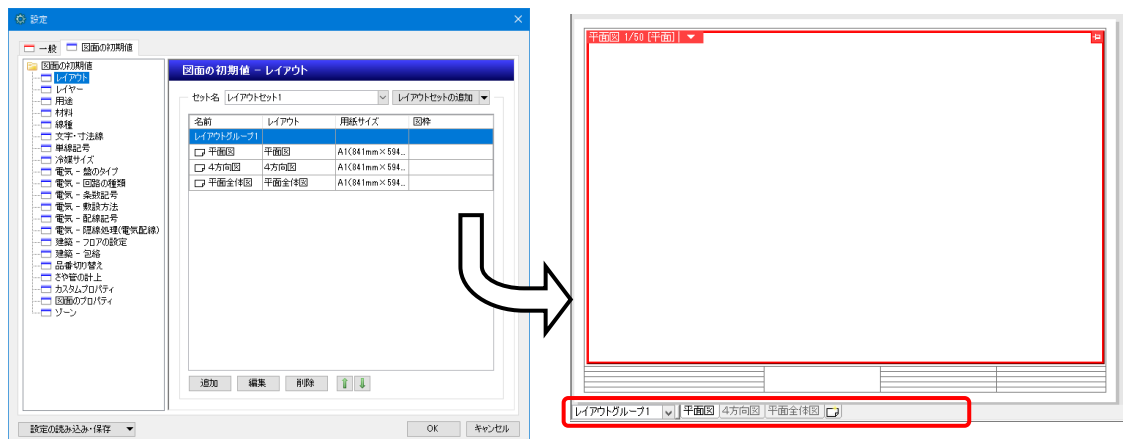 設定
一般
図面の初期値
図面の初期値
レイアウト
レイヤー
用途
材料
線種
文字・寸法線
単線記号
冷媒サイズ
電気 - 盤のタイプ
電気 - 回路の種類
電気 - 条数記号
電気 - 敷設方法
電気 - 配線記号
電気 - 隠線処理(電気配線)
建築 - フロアの設定
建築 - 包絡
品番切り替え
さや管の計上
カスタムプロパティ
図面のプロパティ
ゾーン
図面の初期値 - レイアウト
セット名 レイアウトセット1 レイアウトセットの追加
名前 レイアウト 用紙サイズ 図枠
レイアウトグループ1
平面図 平面図 A1(841mm×594...
4方向図 4方向図 A1(841mm×594...
平面全体図 平面全体図 A1(841mm×594...
追加 編集 削除
設定の読み込み・保存 OK キャンセル
平面図 1/50 [平面]
レイアウトグループ1 平面図 4方向図 平面全体図